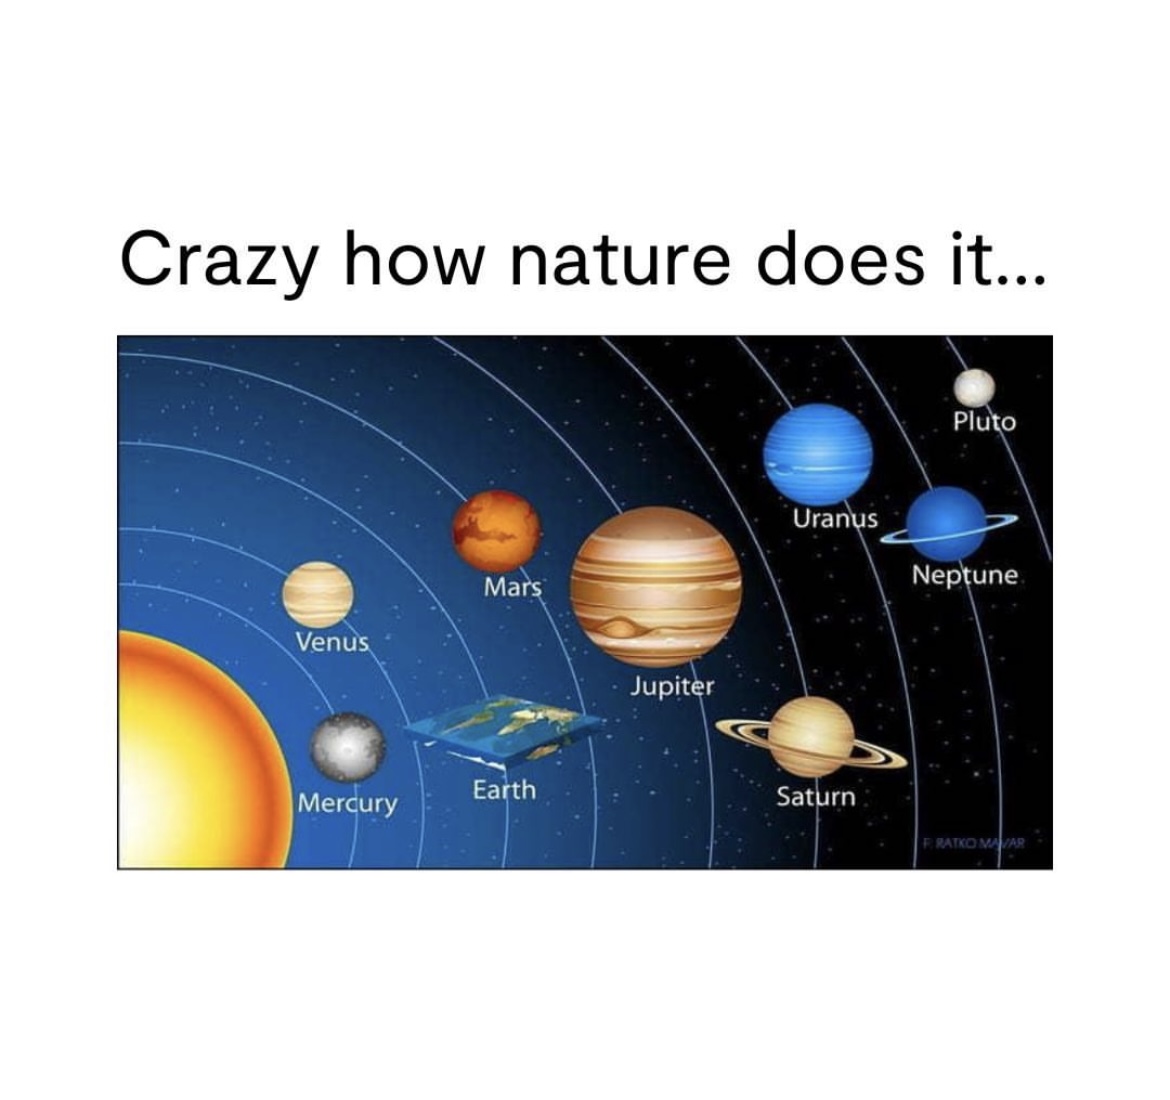 Crazy how nature does it...
Pluto
Uranus
Neptune
Mars
Venus
Jupiter
Earth
Saturn
Mercury
F: RATKO MAVAR